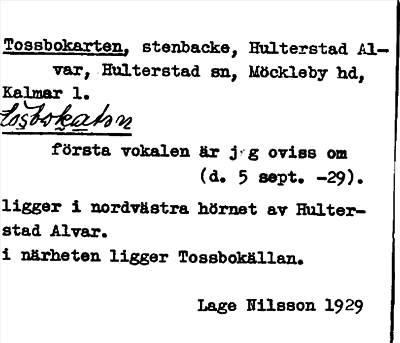 Tossbokarten, stenbacke, Hulterstad Al-
var, Hulterstad sn, Möckleby hd,
Kalmar l.
första vokalen är jag oviss om
(d. 5 sept. -29).
ligger i nordvästra hörnet av Hulter-
stad Alvar.
i närheten ligger Tossbokällan.
Lage Nilsson 1929